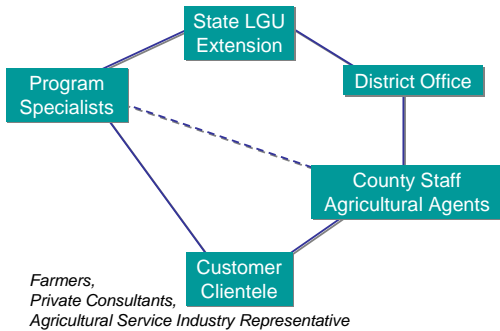 State LGU
Extension
Program
Specialists
District Office
County Staff
Agricultural Agents
Customer
Clientele
Farmers,
Private Consultants,
Agricultural Service Industry Representative